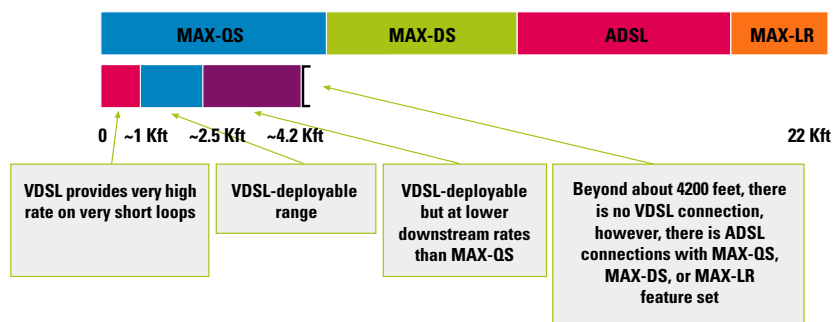 MAX-QS MAX-DS ADSL MAX-LR
0 ~1 Kft ~2.5 Kft ~4.2 Kft 22 Kft
VDSL provides very high
rate on very short loops
VDSL-deployable
range
VDSL-deployable
but at lower
downstream rates
than MAX-QS
Beyond about 4200 feet, there
is no VDSL connection,
however, there is ADSL
connections with MAX-QS,
MAX-DS, or MAX-LR
feature set